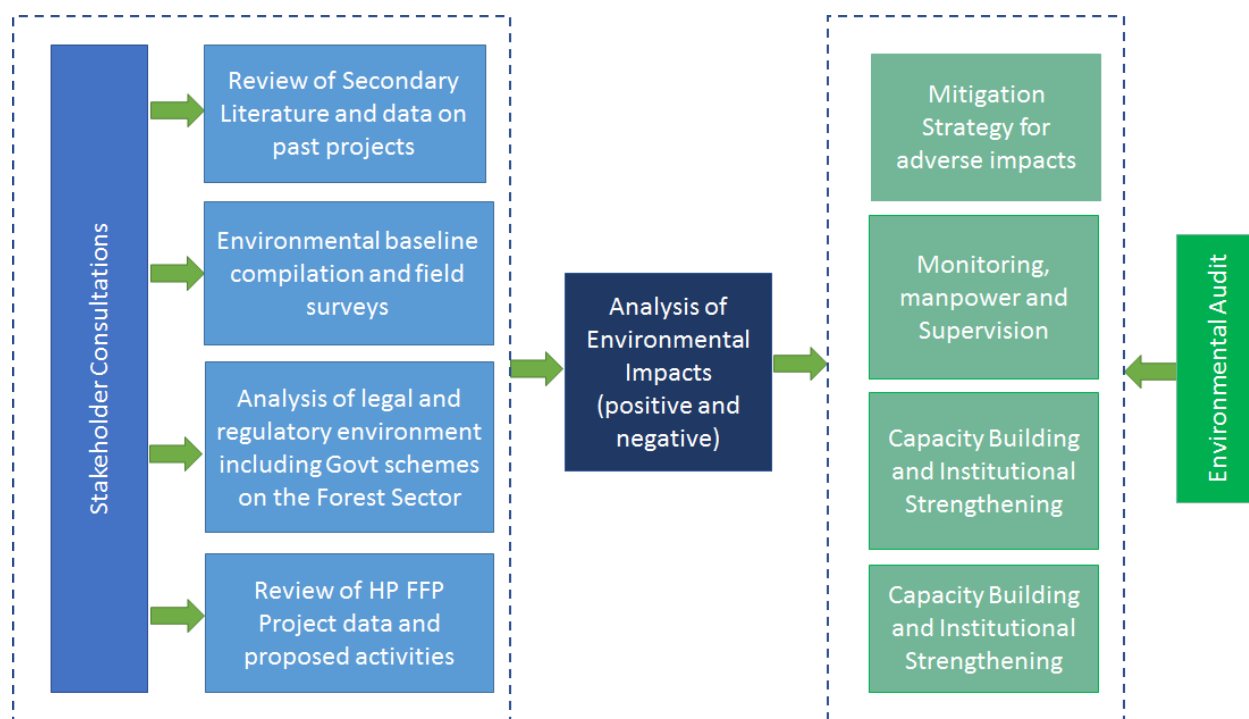 Stakeholder Consultations
Review of Secondary
Literature and data on
past projects
Environmental baseline
compilation and field
surveys
Analysis of legal and
regulatory environment
including Govt schemes
on the Forest Sector
Review of HP FFP
Project data and
proposed activities
Analysis of
Environmental
Impacts
(positive and
negative)
Mitigation
Strategy for
adverse impacts
Monitoring,
manpower and
Supervision
Capacity Building
and Institutional
Strengthening
Capacity Building
and Institutional
Strengthening
Environmental Audit